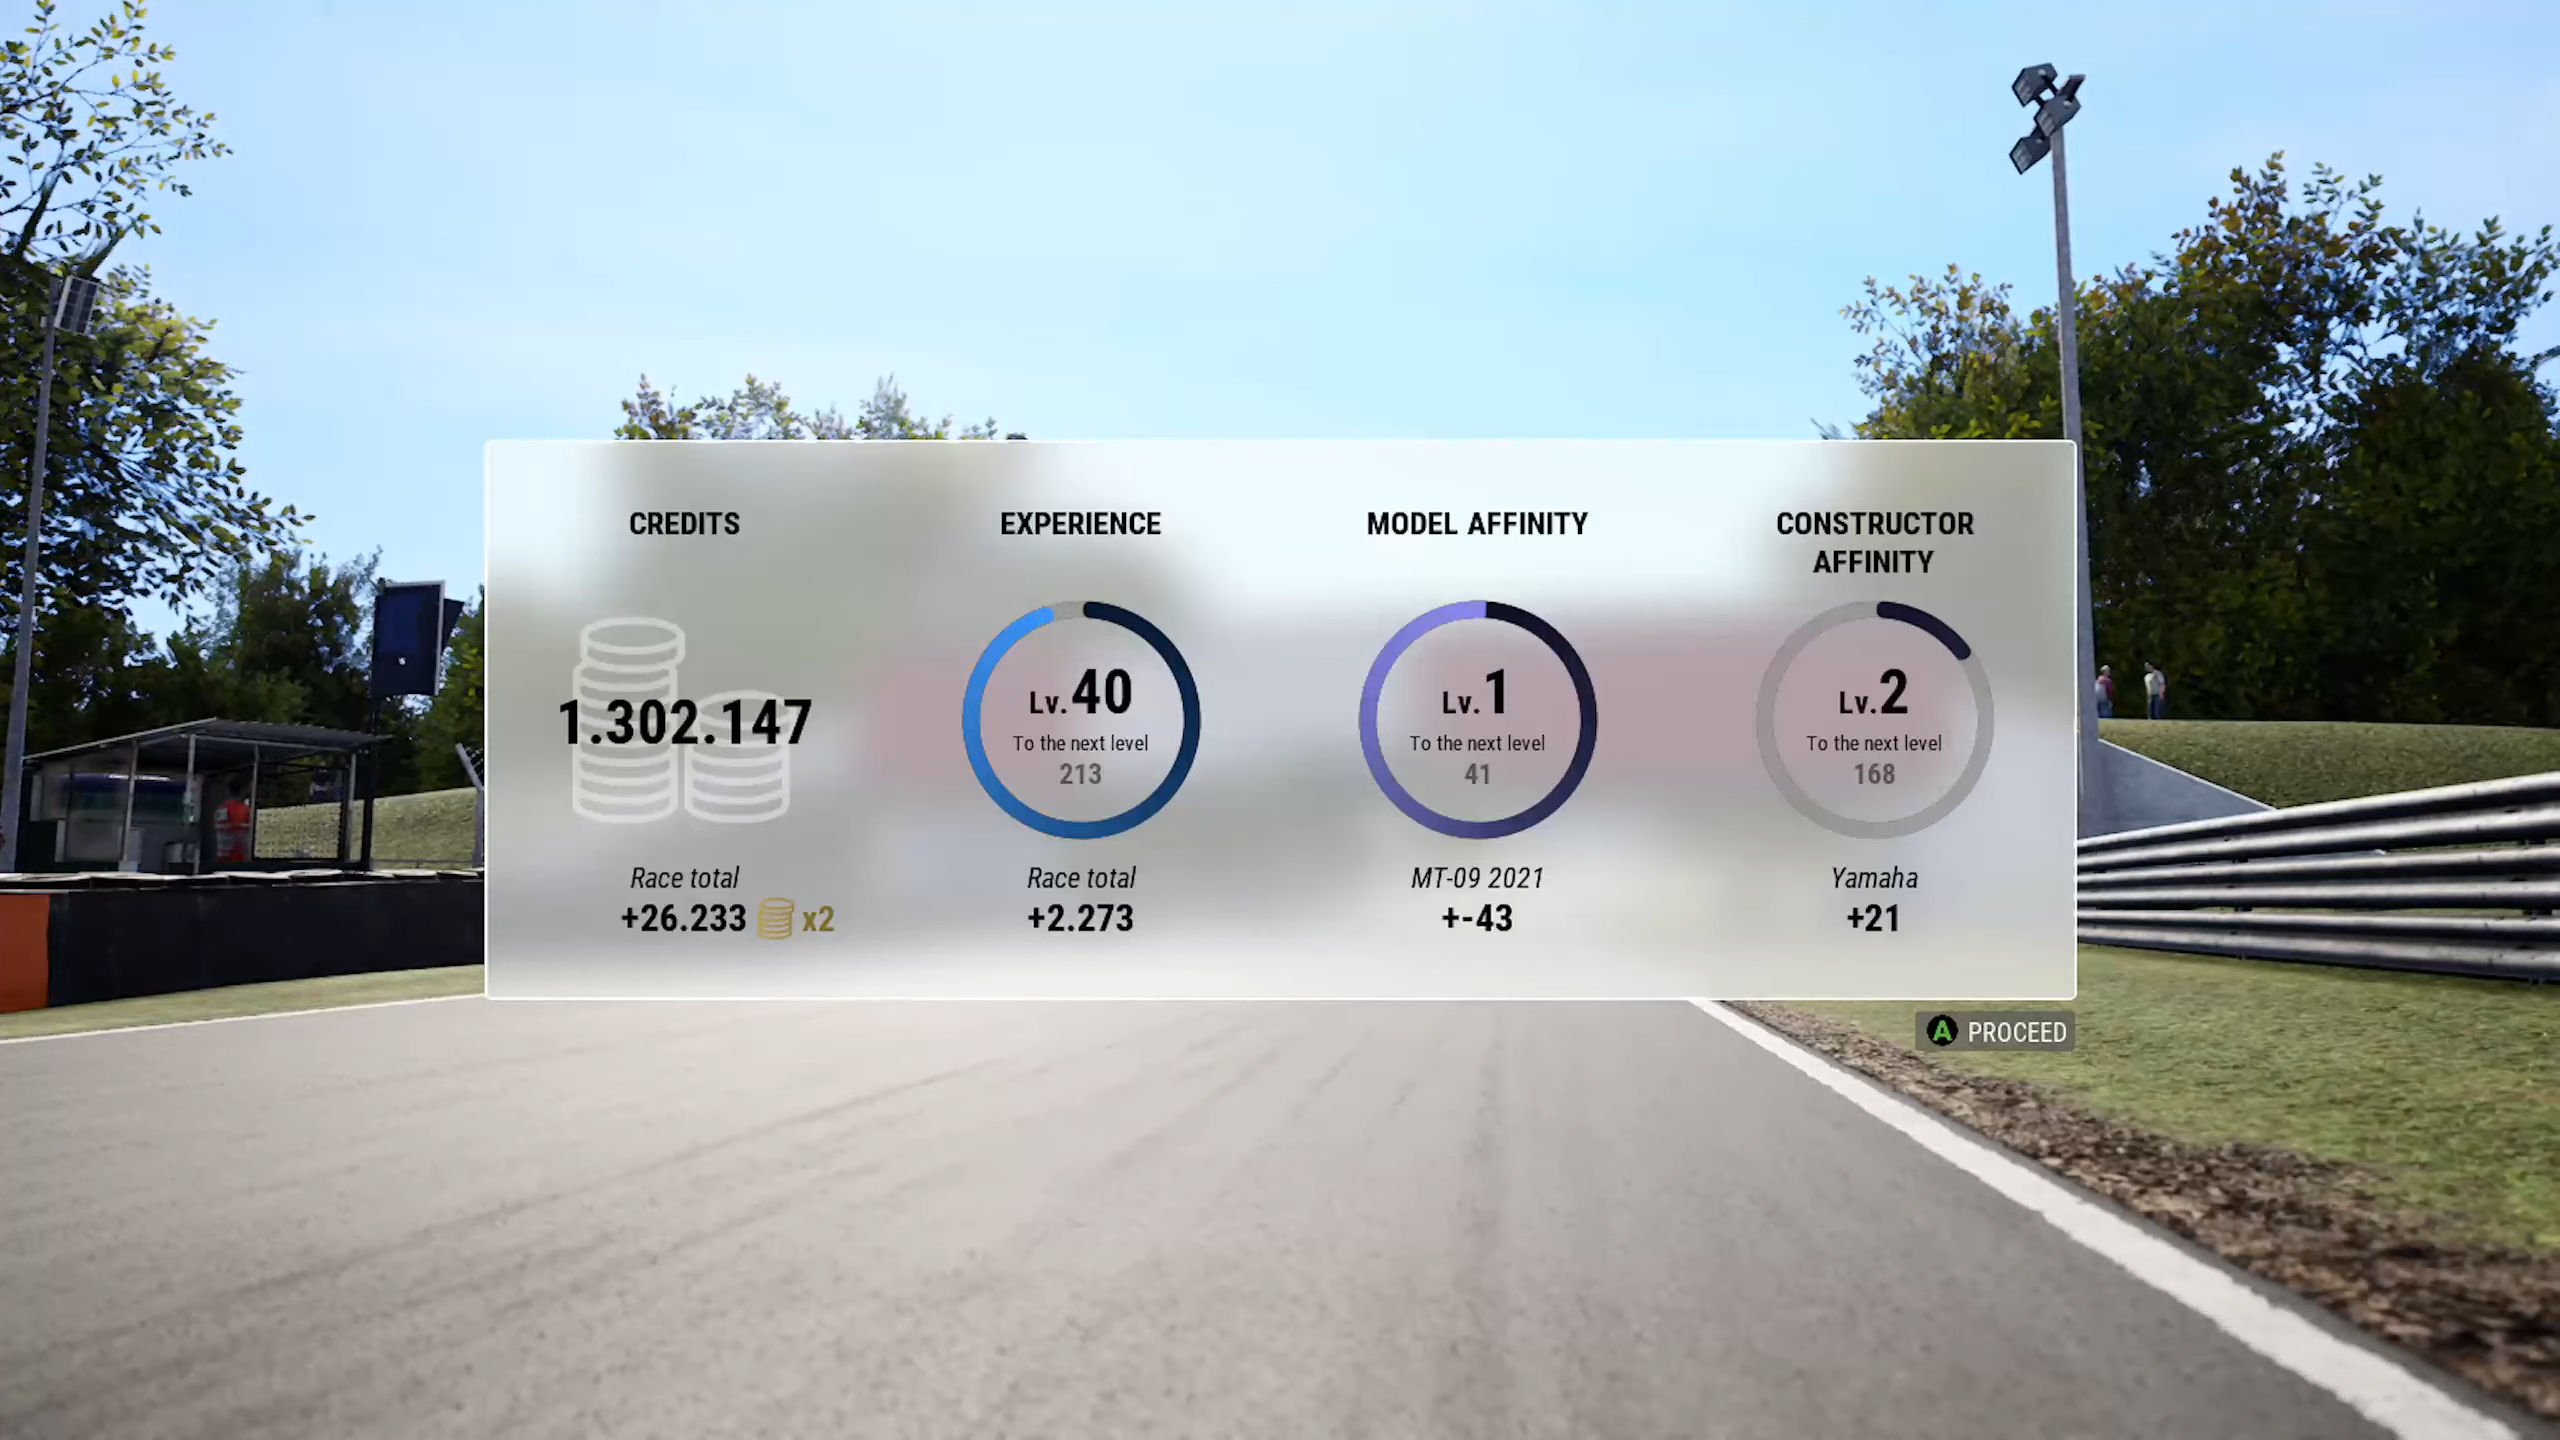 CREDITS
1.302.147
Race total
+26.233 x2
EXPERIENCE
Lv.40
To the next level
213
Race total
+2.273
MODEL AFFINITY
Lv.1
To the next level
41
MT-09 2021
+-43
CONSTRUCTOR
AFFINITY
Lv.2
To the next level
168
Yamaha
+21
A PROCEED